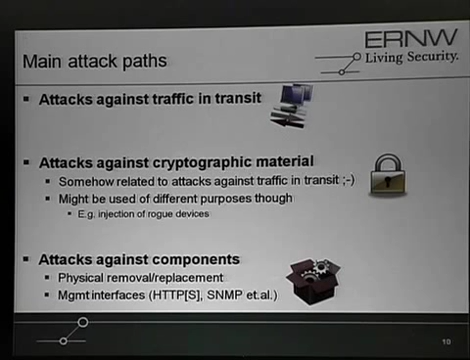 ERNW
Living Security.
Main attack paths
Attacks against traffic in transit
Attacks against cryptographic material
Somehow related to attacks against traffic in transit ;-)
Might be used of different purposes though
E.g. injection of rogue devices
Attacks against components
Physical removal/replacement
Mgmt interfaces (HTTP[S], SNMP et.al.)
10